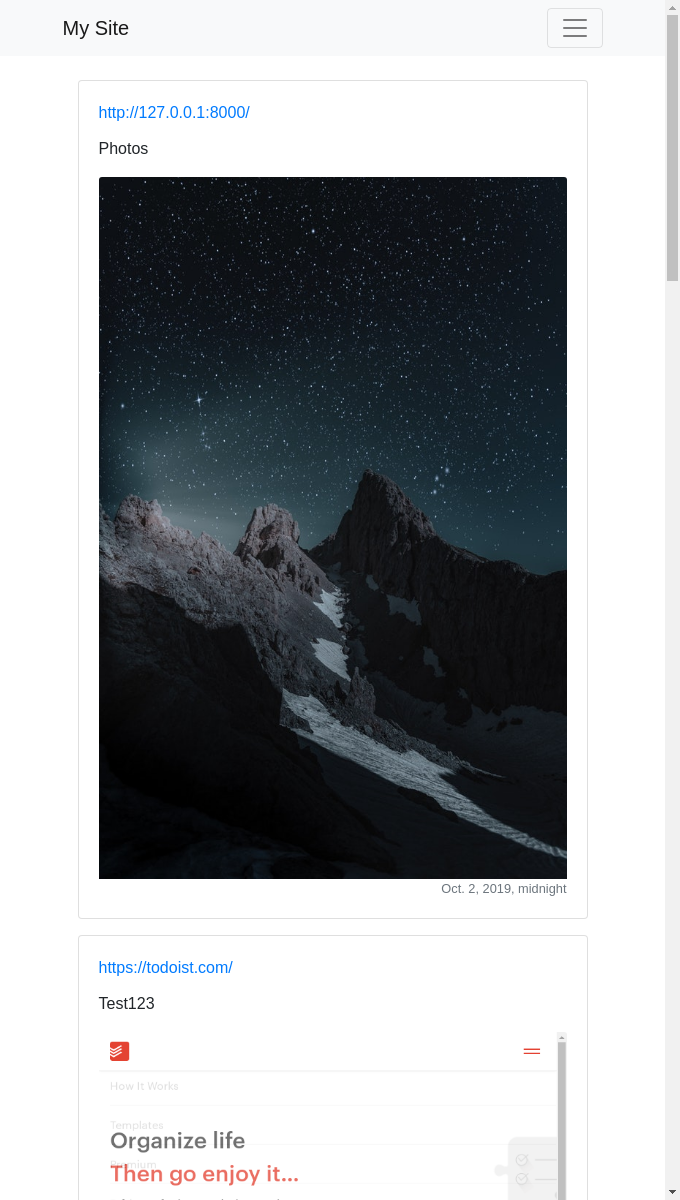 My Site
http://127.0.0.1:8000/
Photos
Oct. 2, 2019, midnight
https://todoist.com/
Test123
How It Works
Templates
Organize life
Premium
Then go enjoy it...